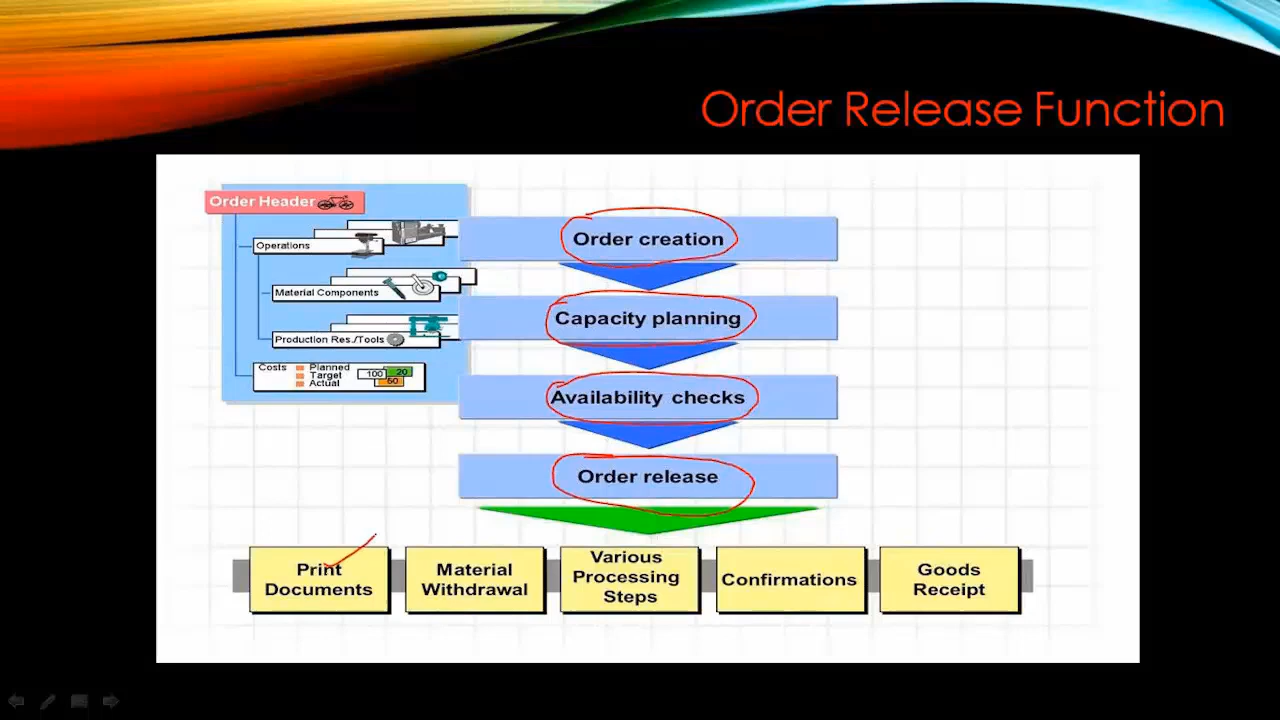 Order Release Function
Order Header
Operations
Material Components
Production Res./Tools
Costs
Planned
Target
Actual
100
20
60
Order creation
Capacity planning
Availability checks
Order release
Print
Documents
Material
Withdrawal
Various
Processing
Steps
Confirmations
Goods
Receipt